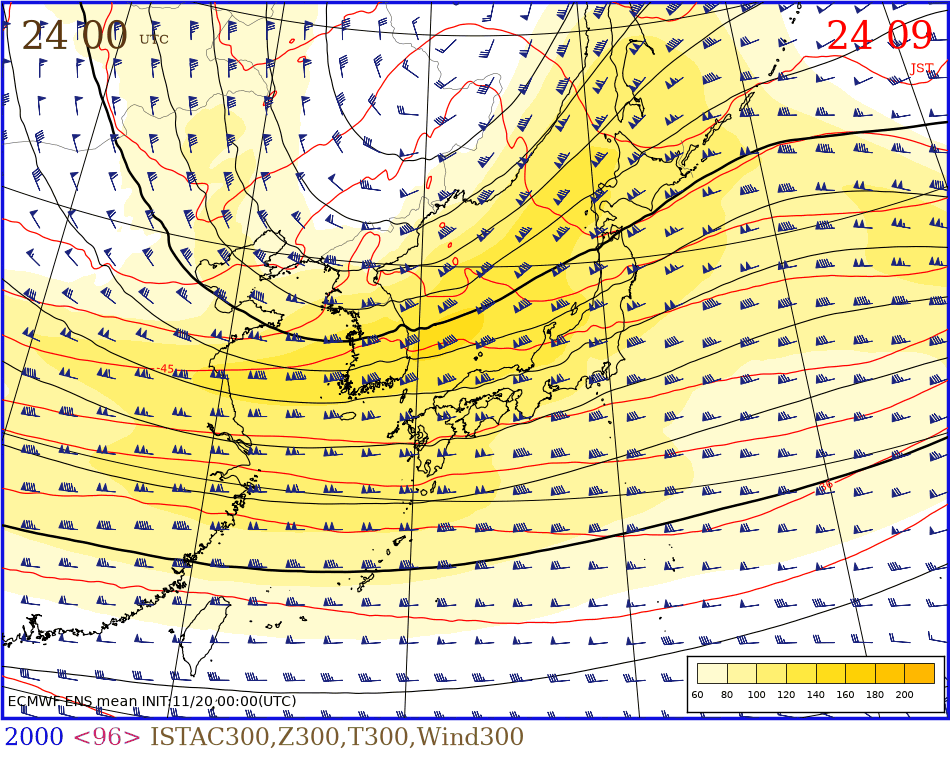 24 00 UTC
24 09
JST
-45
ECMWF ENS mean INIT:11/20 00:00(UTC)
60 80 100 120 140 160 180 200
2000 <96> ISTAC300,Z300,T300,Wind300